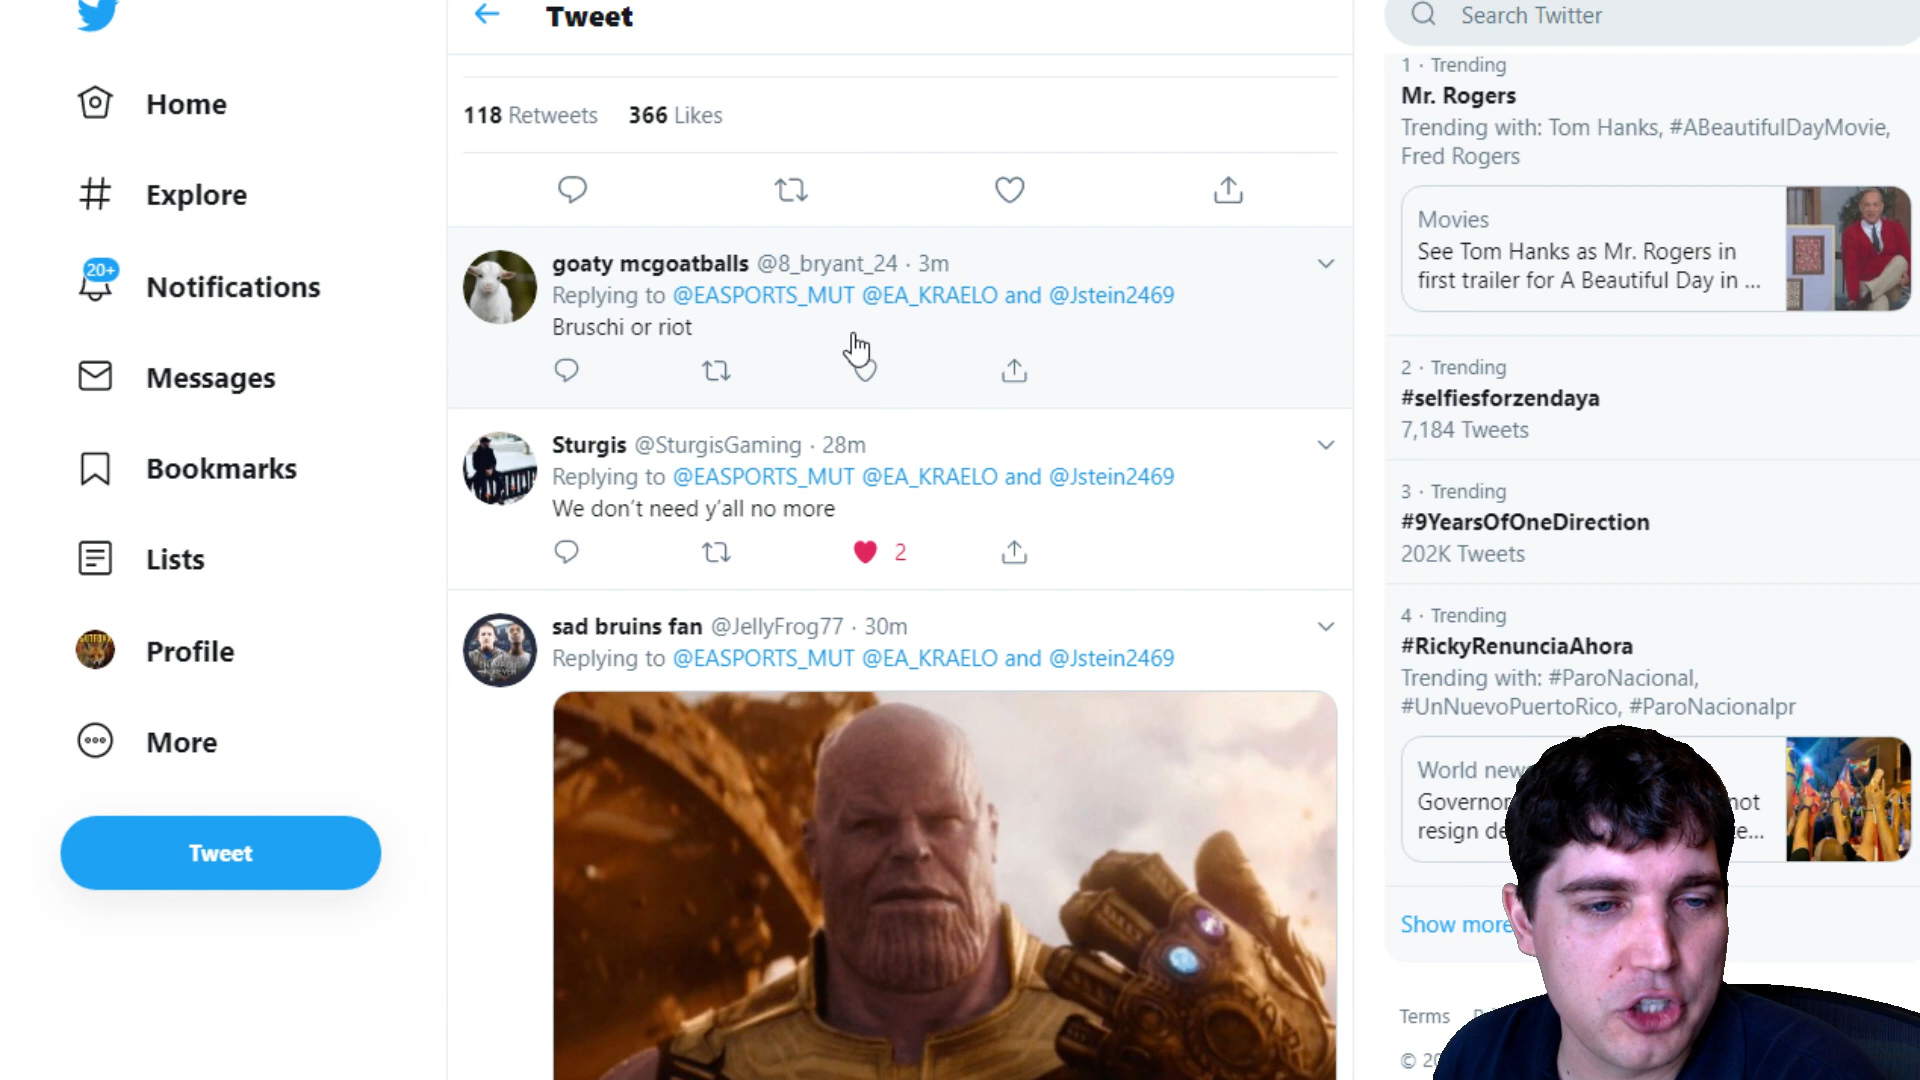 Home
Explore
20+
Notifications
Messages
Bookmarks
Lists
Profile
More
Tweet
Tweet
118 Retweets 366 Likes
goaty mcgoatballs @8_bryant_24 · 3m
Replying to @EASPORTS_MUT @EA_KRAELO and @Jstein2469
Bruschi or riot
Sturgis @SturgisGaming · 28m
Replying to @EASPORTS_MUT @EA_KRAELO and @Jstein2469
We don’t need y’all no more
2
sad bruins fan @JellyFrog77 · 30m
Replying to @EASPORTS_MUT @EA_KRAELO and @Jstein2469
Search Twitter
1 · Trending
Mr. Rogers
Trending with: Tom Hanks, #ABeautifulDayMovie,
Fred Rogers
Movies
See Tom Hanks as Mr. Rogers in
first trailer for A Beautiful Day in ...
2 · Trending
#selfiesforzendaya
7,184 Tweets
3 · Trending
#9YearsOfOneDirection
202K Tweets
4 · Trending
#RickyRenunciaAhora
Trending with: #ParoNacional,
#UnNuevoPuertoRico, #ParoNacionalpr
World new
Governor not
resign de e...
Show more
Terms
© 20